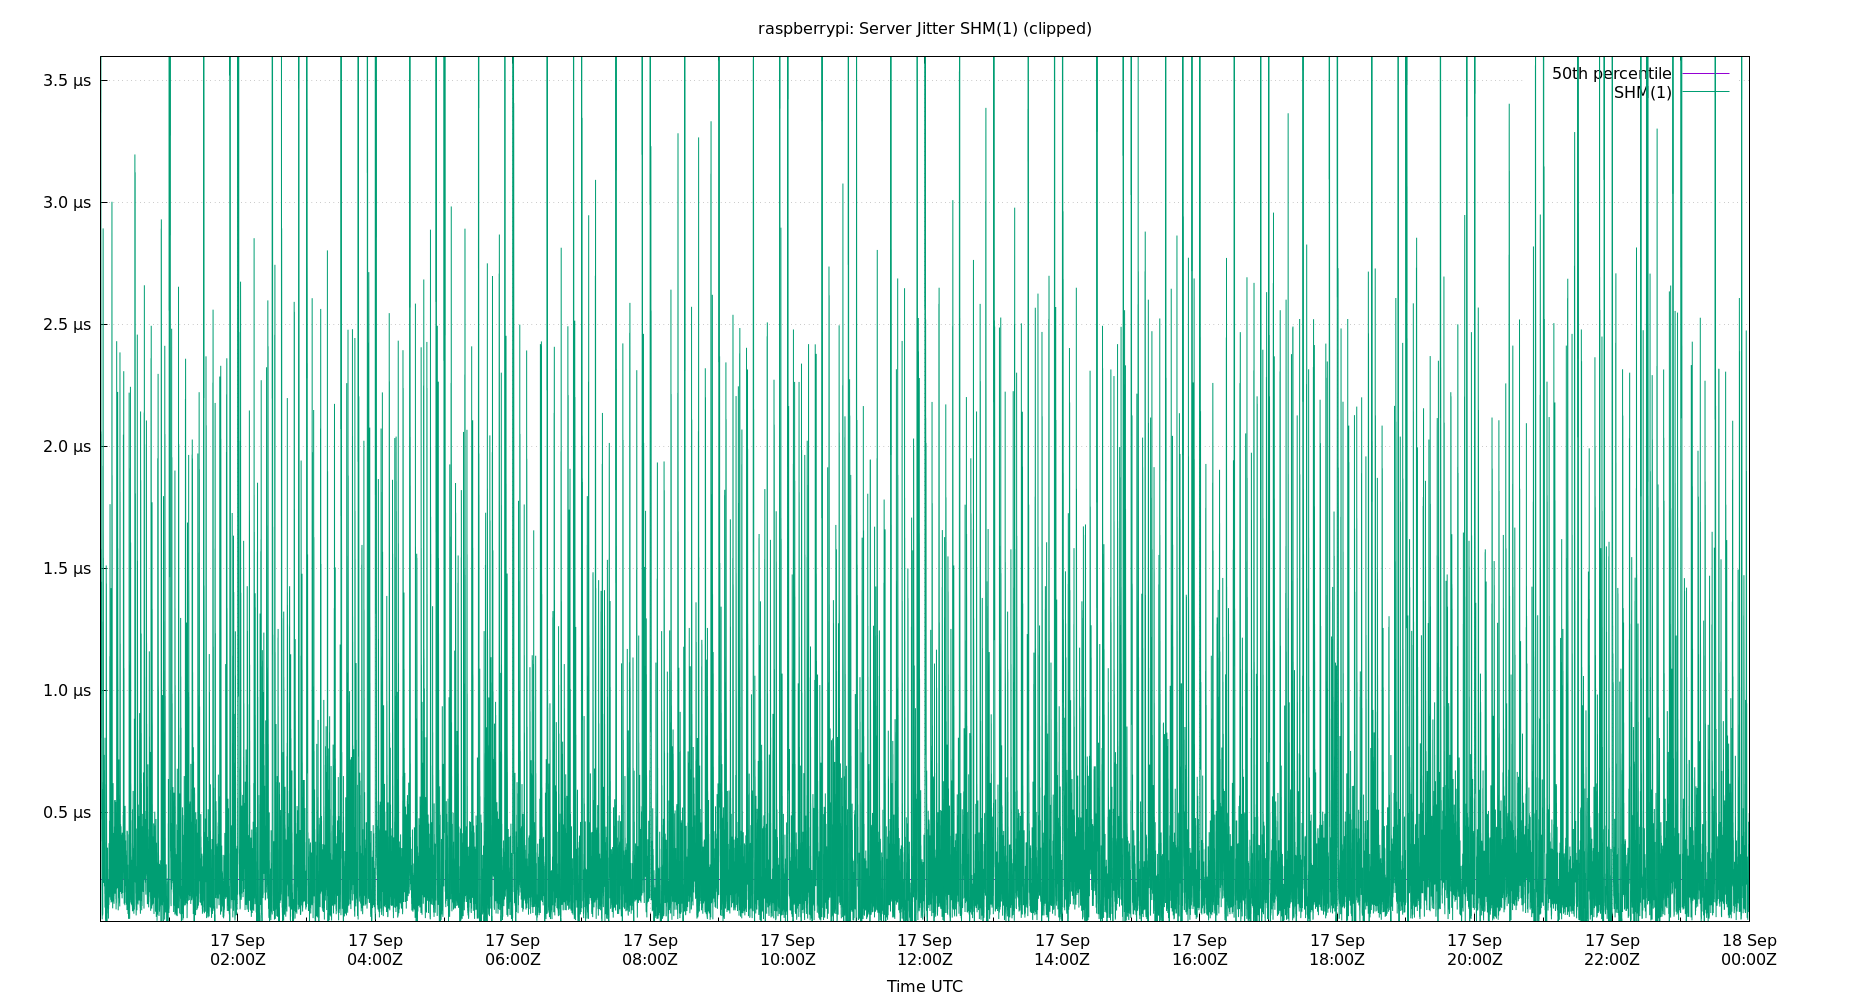 raspberrypi: Server Jitter SHM(1) (clipped)
50th percentile
SHM(1)
3.5 µs
3.0 µs
2.5 µs
2.0 µs
1.5 µs
1.0 µs
0.5 µs
17 Sep 17 Sep 17 Sep 17 Sep 17 Sep 17 Sep 17 Sep 17 Sep 17 Sep 17 Sep 17 Sep 18 Sep
02:00Z 04:00Z 06:00Z 08:00Z 10:00Z 12:00Z 14:00Z 16:00Z 18:00Z 20:00Z 22:00Z 00:00Z
Time UTC